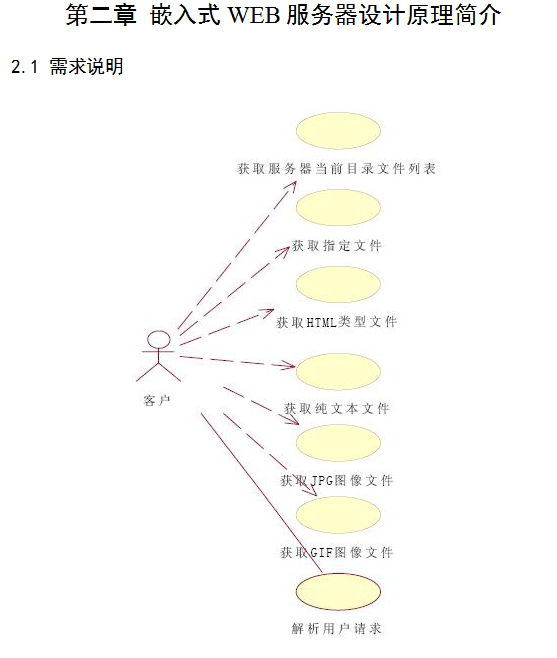 第二章 嵌入式 WEB 服务器设计原理简介
2.1 需求说明
获取服务器当前目录文件列表
获取指定文件
获取HTML类型文件
客户
获取纯文本文件
获取JPG图像文件
获取GIF图像文件
解析用户请求